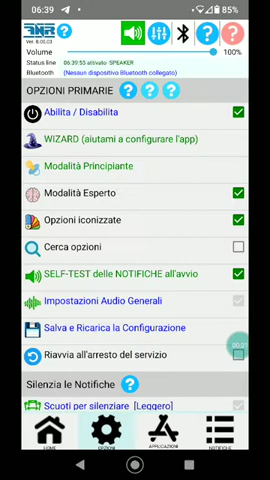 06:39
85%
ANR
Ver. 8.00.03
Volume 100%
Status line 06:39:53 attivato -SPEAKER
Bluetooth (Nessun dispositivo Bluetooth collegato)
OPZIONI PRIMARIE
Abilita / Disabilita
WIZARD (aiutami a configurare l'app)
Modalità Principiante
Modalità Esperto
Opzioni iconizzate
Cerca opzioni
SELF-TEST delle NOTIFICHE all'avvio
Impostazioni Audio Generali
Salva e Ricarica la Configurazione
Riavvia all'arresto del servizio
Silenzia le Notifiche
Scuoti per silenziare [Leggero]
HOME
OPZIONI
APPLICAZIONI
NOTIFICHE